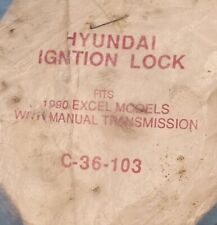 HYUNDAI
IGNTION LOCK
FITS
1990 EXCEL MODELS
WITH MANUAL TRANSMISSION
C-36-103